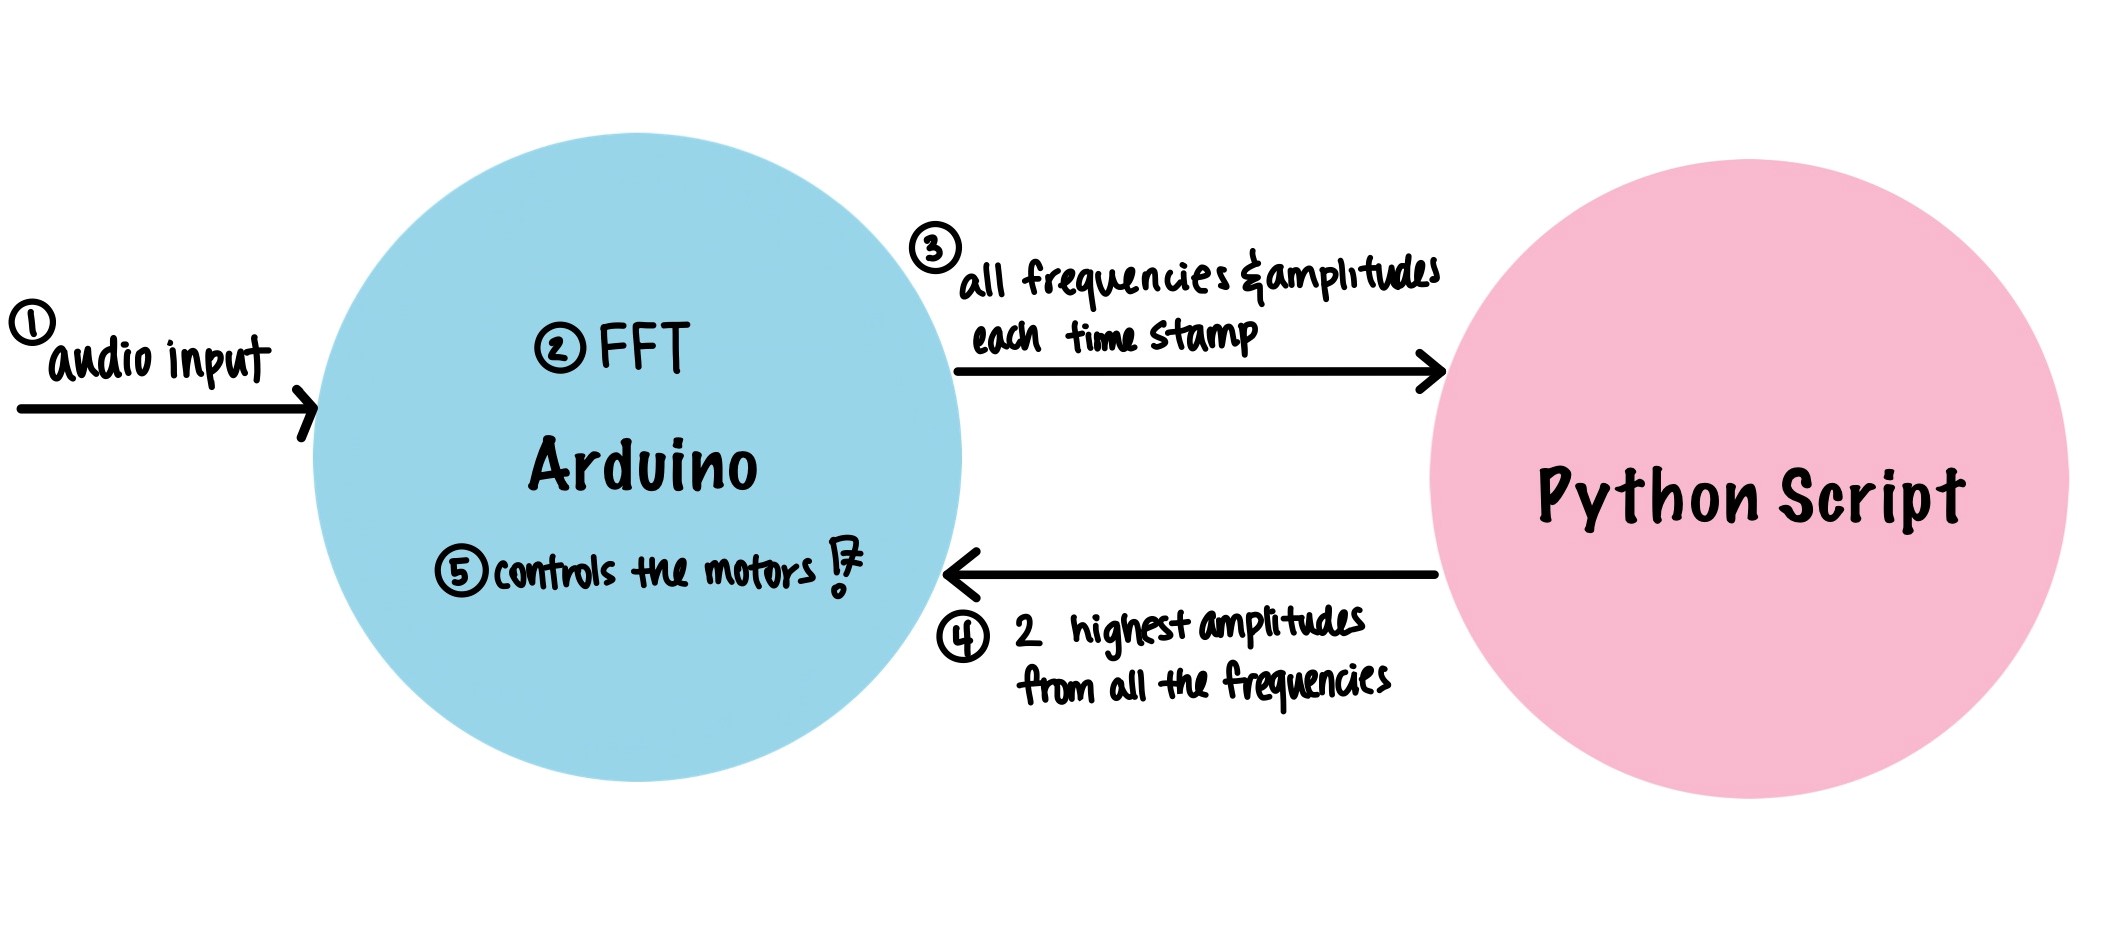 ① audio input
② FFT
Arduino
⑤ controls the motors !?
③ all frequencies & amplitudes
each time stamp
④ 2 highest amplitudes
from all the frequencies
Python Script